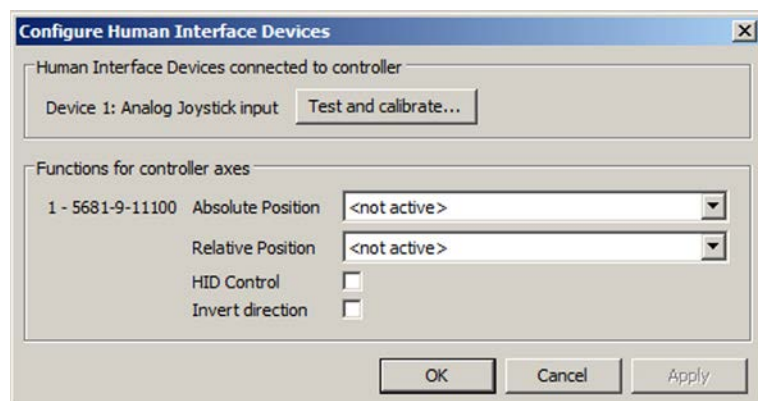 Configure Human Interface Devices
Human Interface Devices connected to controller
Device 1: Analog Joystick input Test and calibrate...
Functions for controller axes
1 - 5681-9-11100 Absolute Position <not active>
Relative Position <not active>
HID Control
Invert direction
OK Cancel Apply